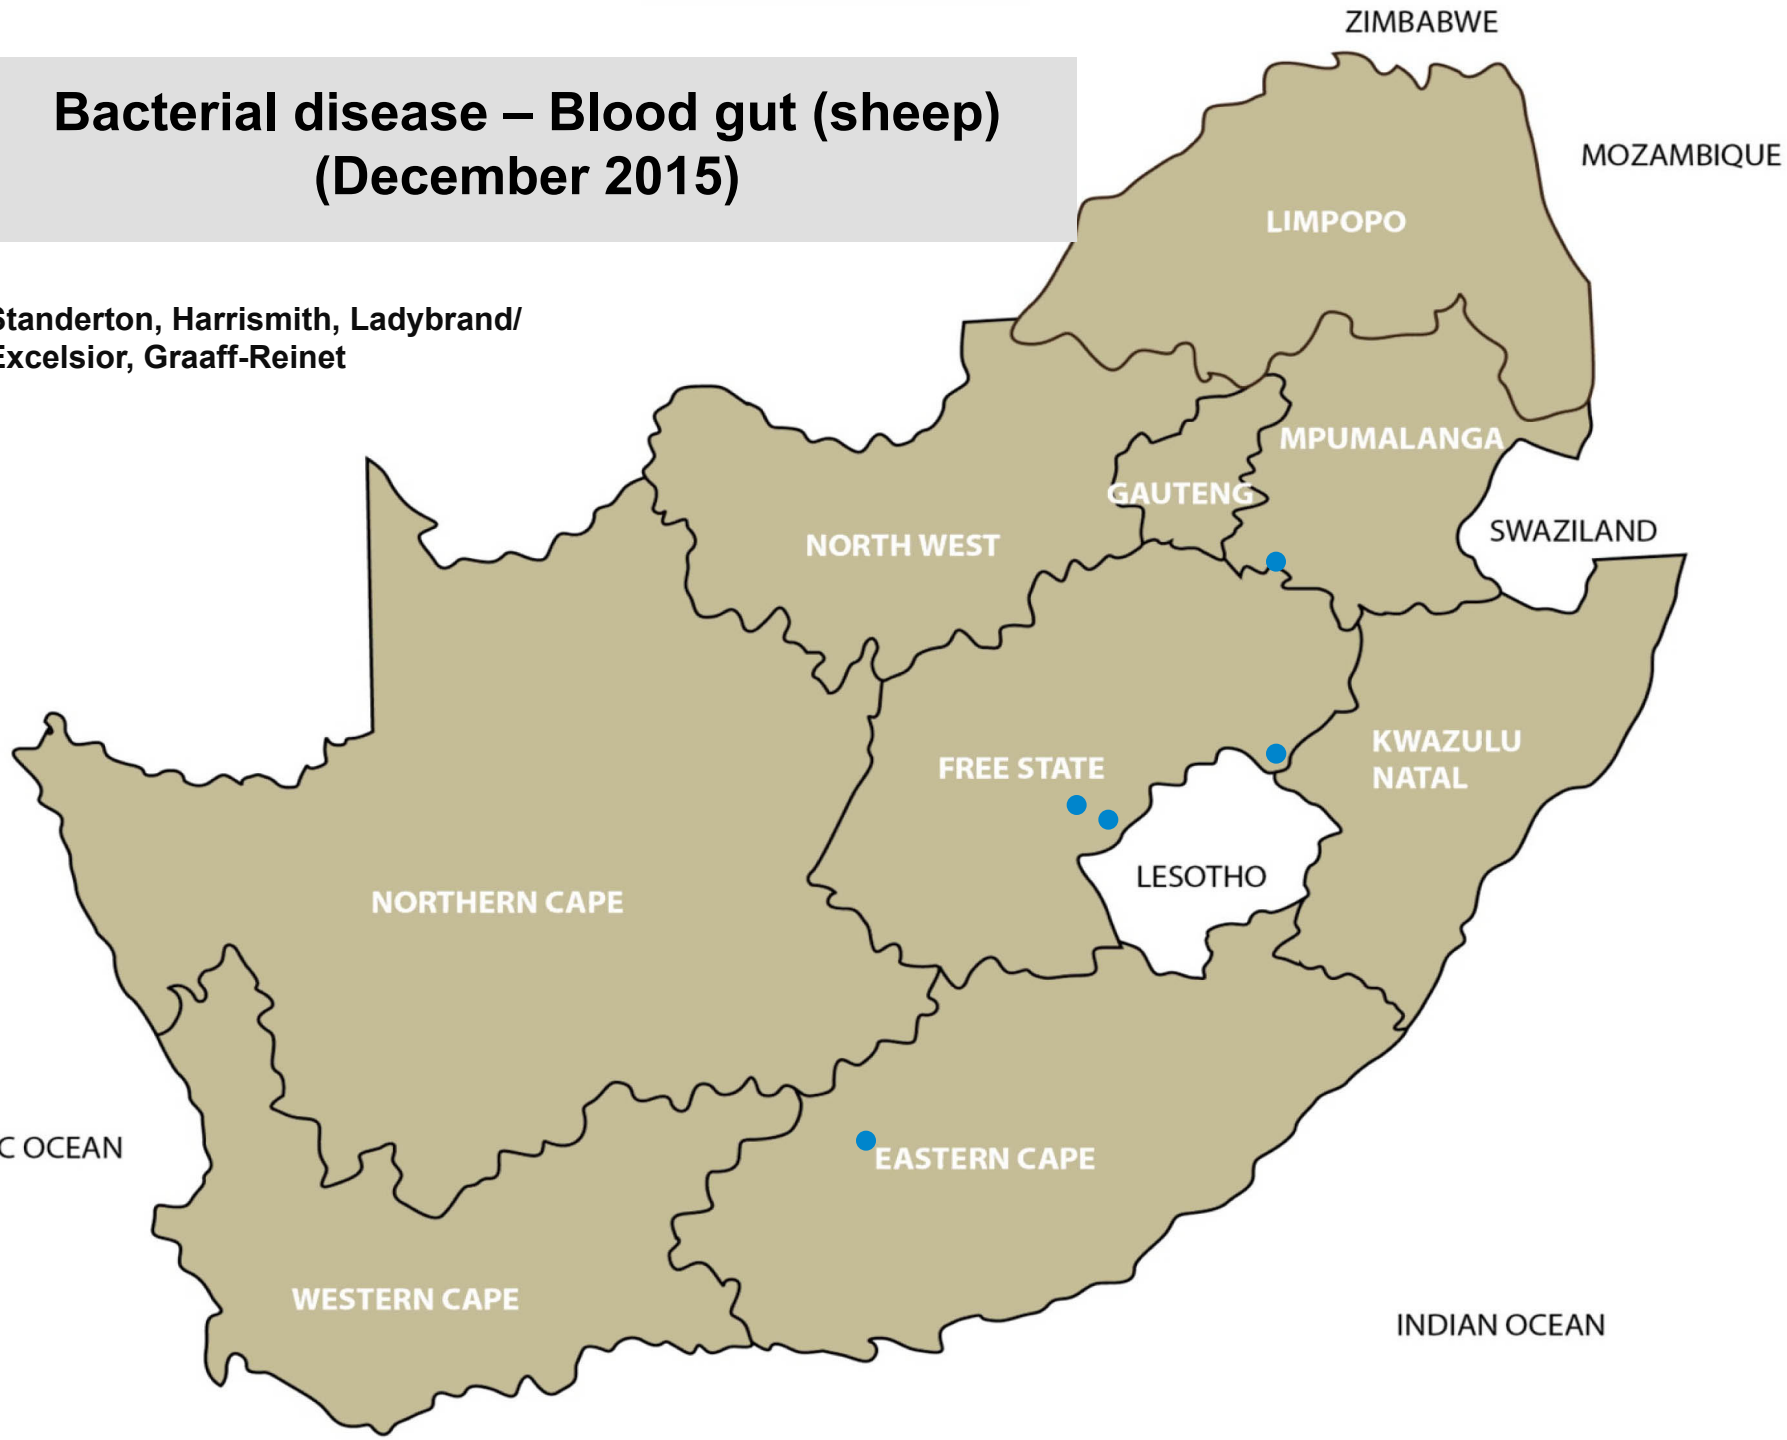 ZIMBABWE
Bacterial disease – Blood gut (sheep)
(December 2015)
MOZAMBIQUE
LIMPOPO
Standerton, Harrismith, Ladybrand/
Excelsior, Graaff-Reinet
MPUMALANGA
GAUTENG
SWAZILAND
NORTH WEST
KWAZULU
NATAL
FREE STATE
LESOTHO
NORTHERN CAPE
C OCEAN
EASTERN CAPE
WESTERN CAPE
INDIAN OCEAN